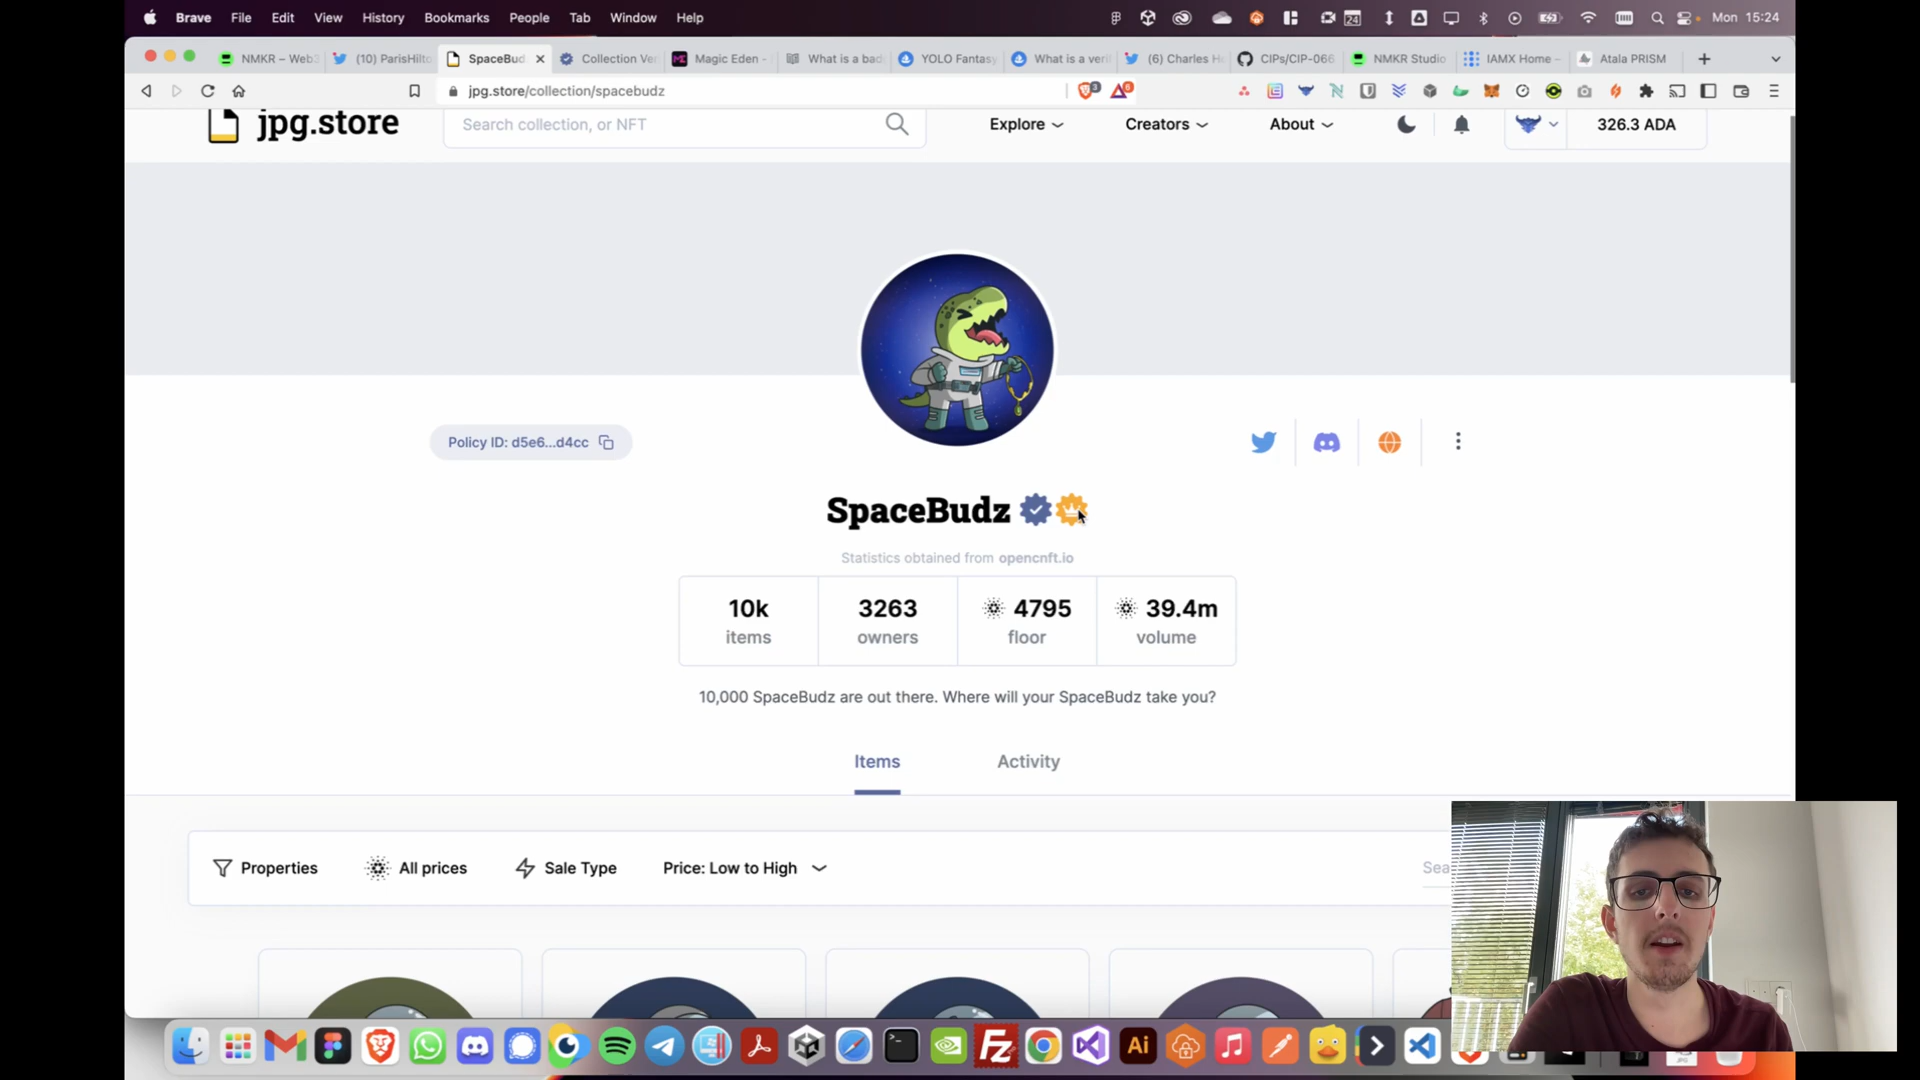 Brave File Edit View History Bookmarks People Tab Window Help
24
Mon 15:24
NMKR – Web3
(10) ParisHilto
SpaceBud
Collection Ve
Magic Eden -
What is a bad
YOLO Fantasy
What is a veri
(6) Charles H
CIPs/CIP-066
NMKR Studio
IAMX Home –
Atala PRISM
jpg.store/collection/spacebudz
jpg.store
Search collection, or NFT
Explore
Creators
About
326.3 ADA
Policy ID: d5e6...d4cc
SpaceBudz
Statistics obtained from opencnft.io
10k
items
3263
owners
4795
floor
39.4m
volume
10,000 SpaceBudz are out there. Where will your SpaceBudz take you?
Items
Activity
Properties
All prices
Sale Type
Price: Low to High
Sea
Fz
Ai